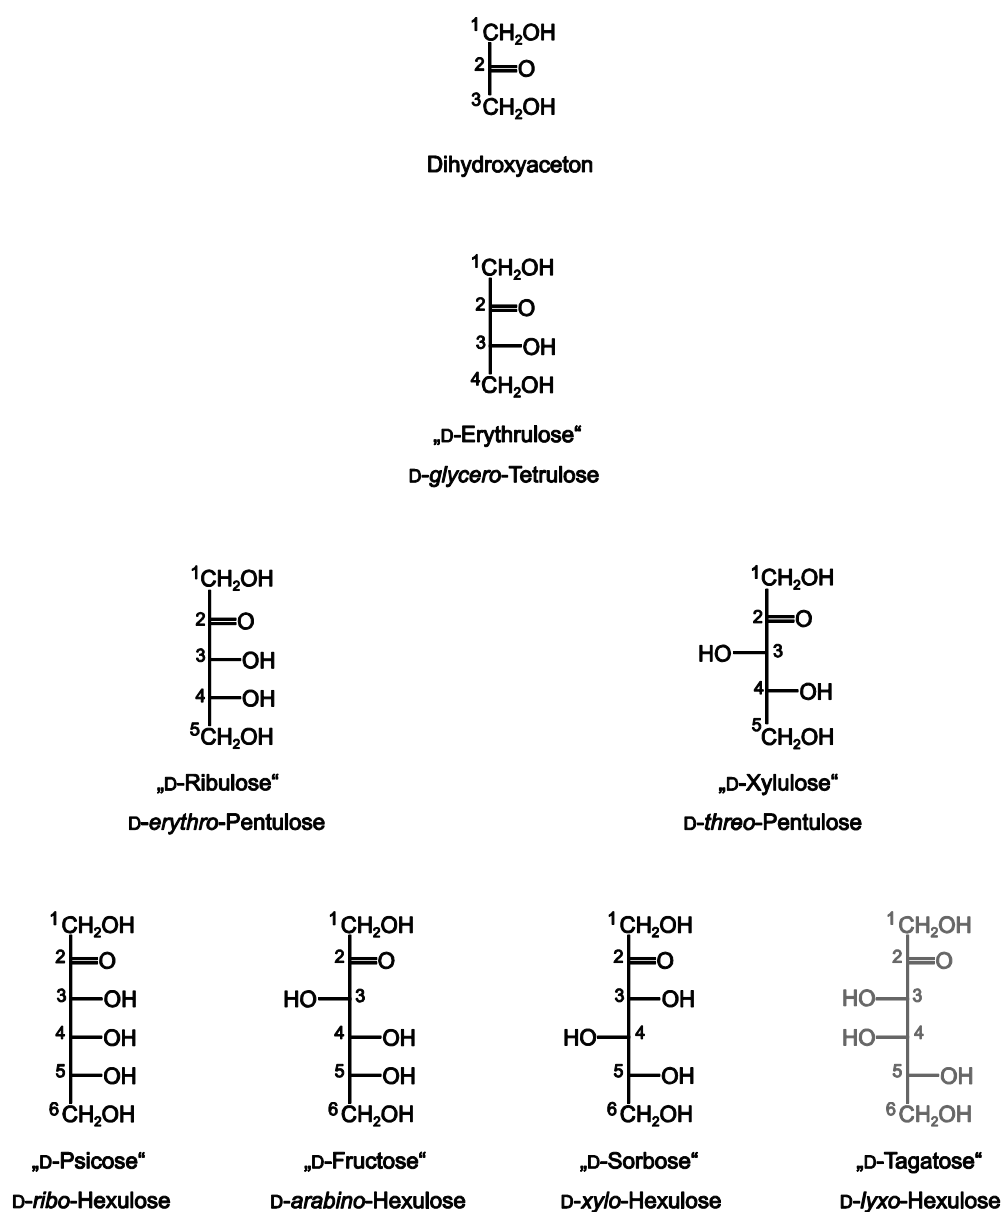 1CH2OH
2 O
3CH2OH
Dihydroxyaceton
1CH2OH
2 O
3 OH
4CH2OH
„D-Erythrulose“
D-glycero-Tetrulose
1CH2OH 1CH2OH
2 O 2 O
3 OH HO 3
4 OH 4 OH
5CH2OH 5CH2OH
„D-Ribulose“ „D-Xylulose“
D-erythro-Pentulose D-threo-Pentulose
1CH2OH 1CH2OH 1CH2OH 1CH2OH
2 O 2 O 2 O 2 O
3 OH HO 3 3 OH HO 3
4 OH 4 OH HO 4 HO 4
5 OH 5 OH 5 OH 5 OH
6CH2OH 6CH2OH 6CH2OH 6CH2OH
„D-Psicose“ „D-Fructose“ „D-Sorbose“ „D-Tagatose“
D-ribo-Hexulose D-arabino-Hexulose D-xylo-Hexulose D-lyxo-Hexulose